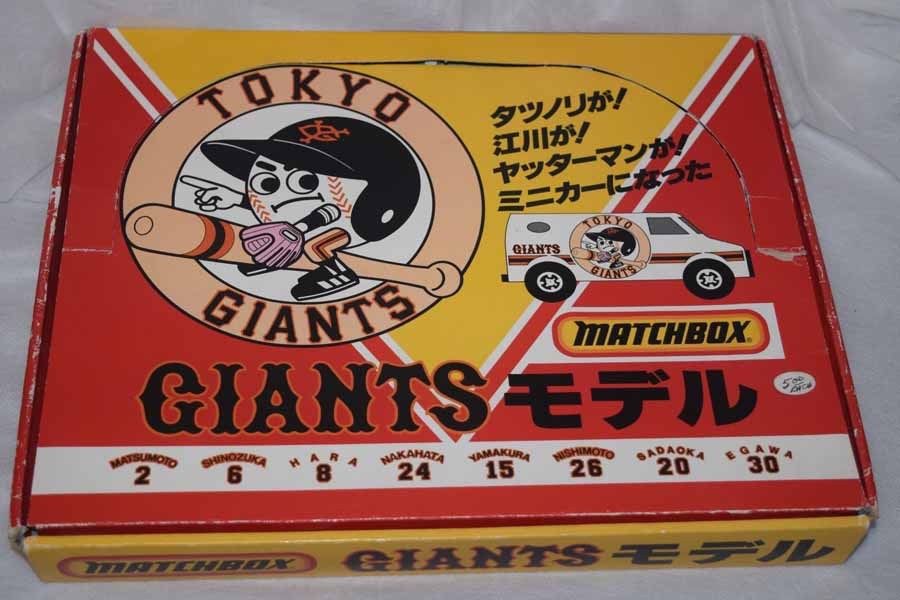 TOKYO
GIANTS
タツノリが!
江川が!
ヤッターマンが!
ミニカーになった
TOKYO
GIANTS
GIANTS
MATCHBOX®
GIANTSモデル
5.00
EACH
MATSUMOTO SHINOZUKA HARA NAKAHATA YAMAKURA NISHIMOTO SADAOKA EGAWA
2 6 8 24 15 26 20 30
MATCHBOX GIANTSモデル